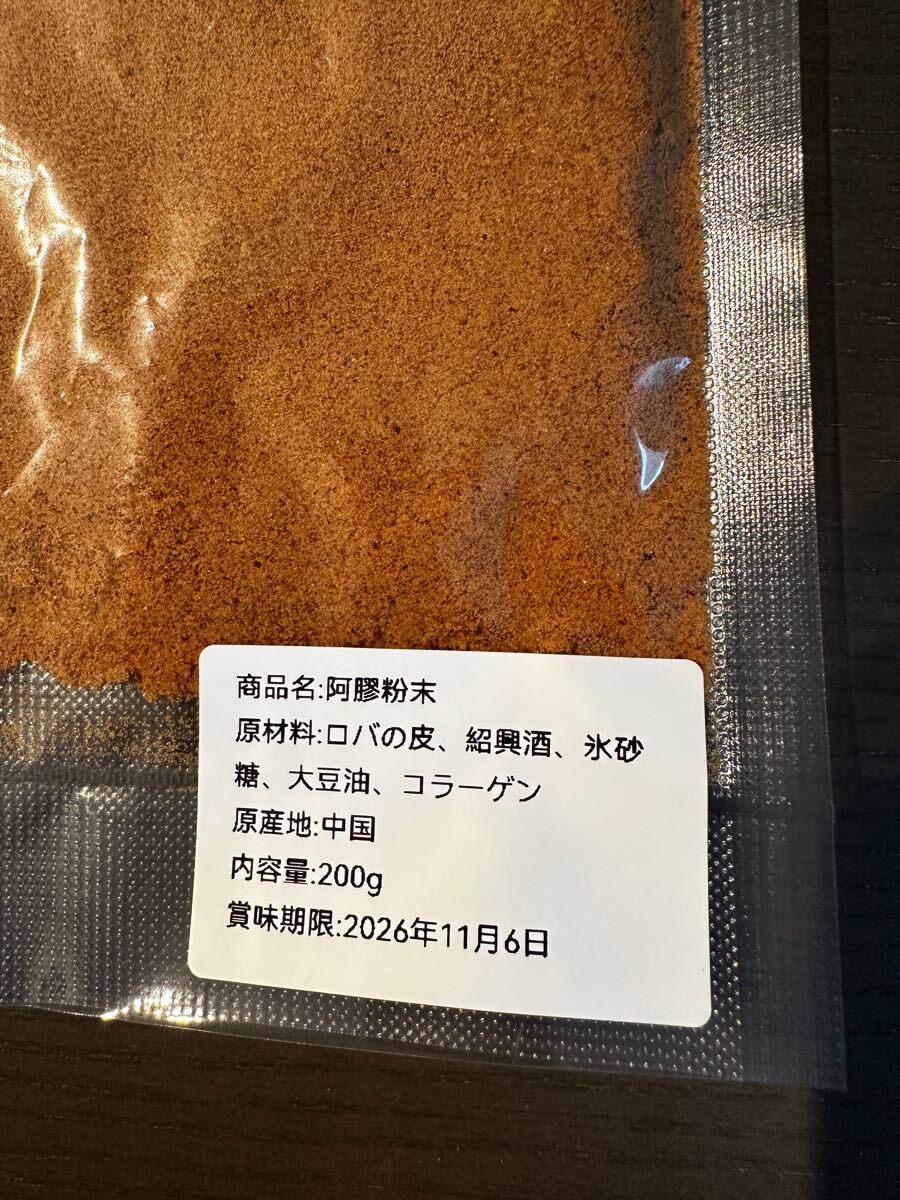 商品名:阿膠粉末
原材料:ロバの皮、紹興酒、氷砂
糖、大豆油、コラーゲン
原産地:中国
内容量:200g
賞味期限:2026年11月6日